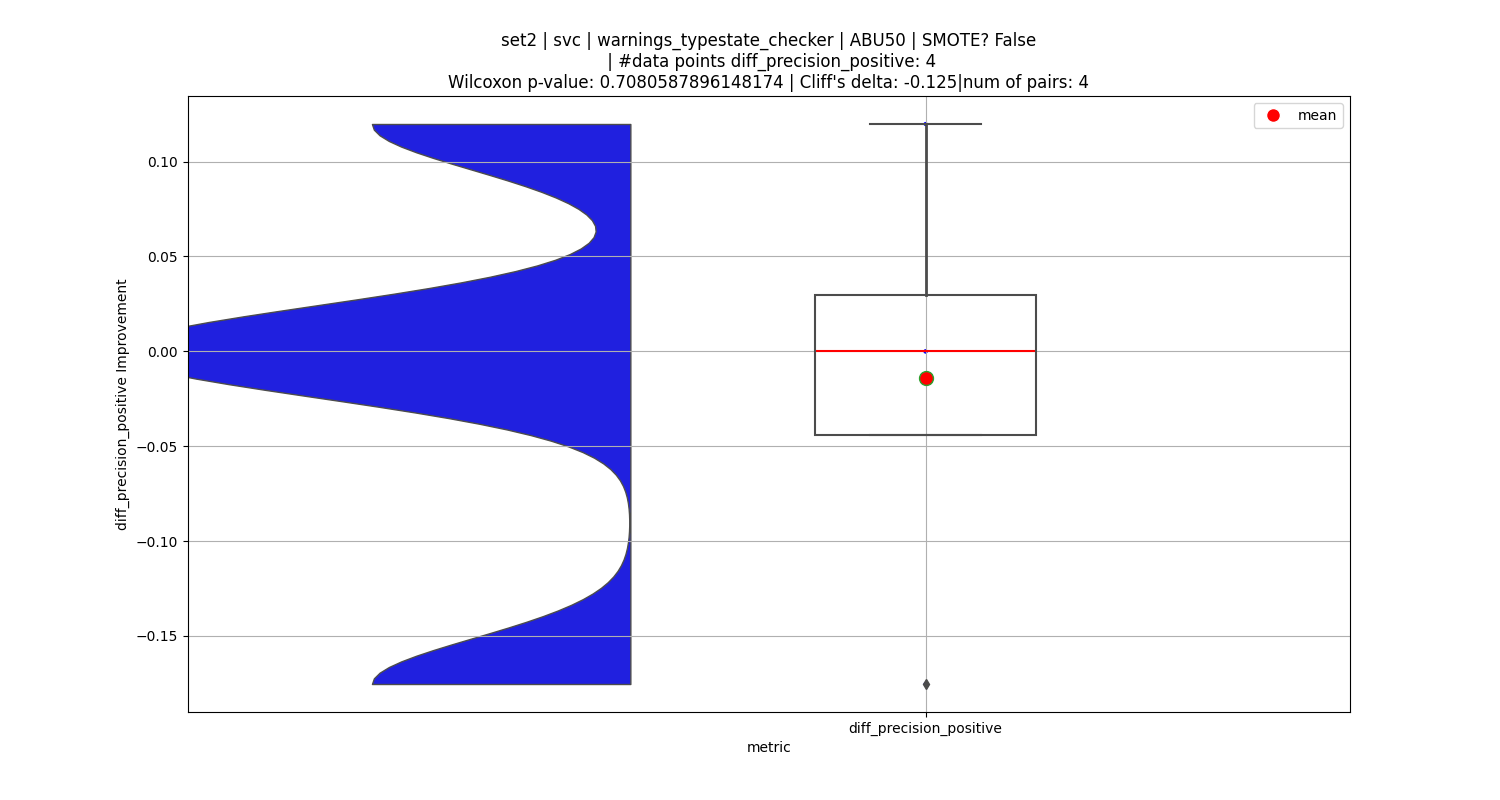 set2 | svc | warnings_typestate_checker | ABU50 | SMOTE? False
| #data points diff_precision_positive: 4
Wilcoxon p-value: 0.7080587896148174 | Cliff's delta: -0.125|num of pairs: 4
mean
0.10
0.05
0.00
−0.05
−0.10
−0.15
diff_precision_positive Improvement
diff_precision_positive
metric